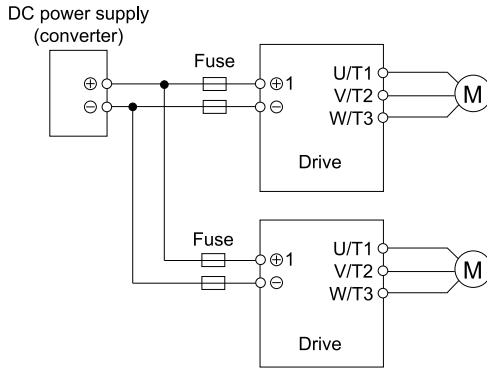 DC power supply
(converter)
⊕
⊖
Fuse
⊕1
⊖
U/T1
V/T2
W/T3
M
Drive
Fuse
⊕1
⊖
U/T1
V/T2
W/T3
M
Drive